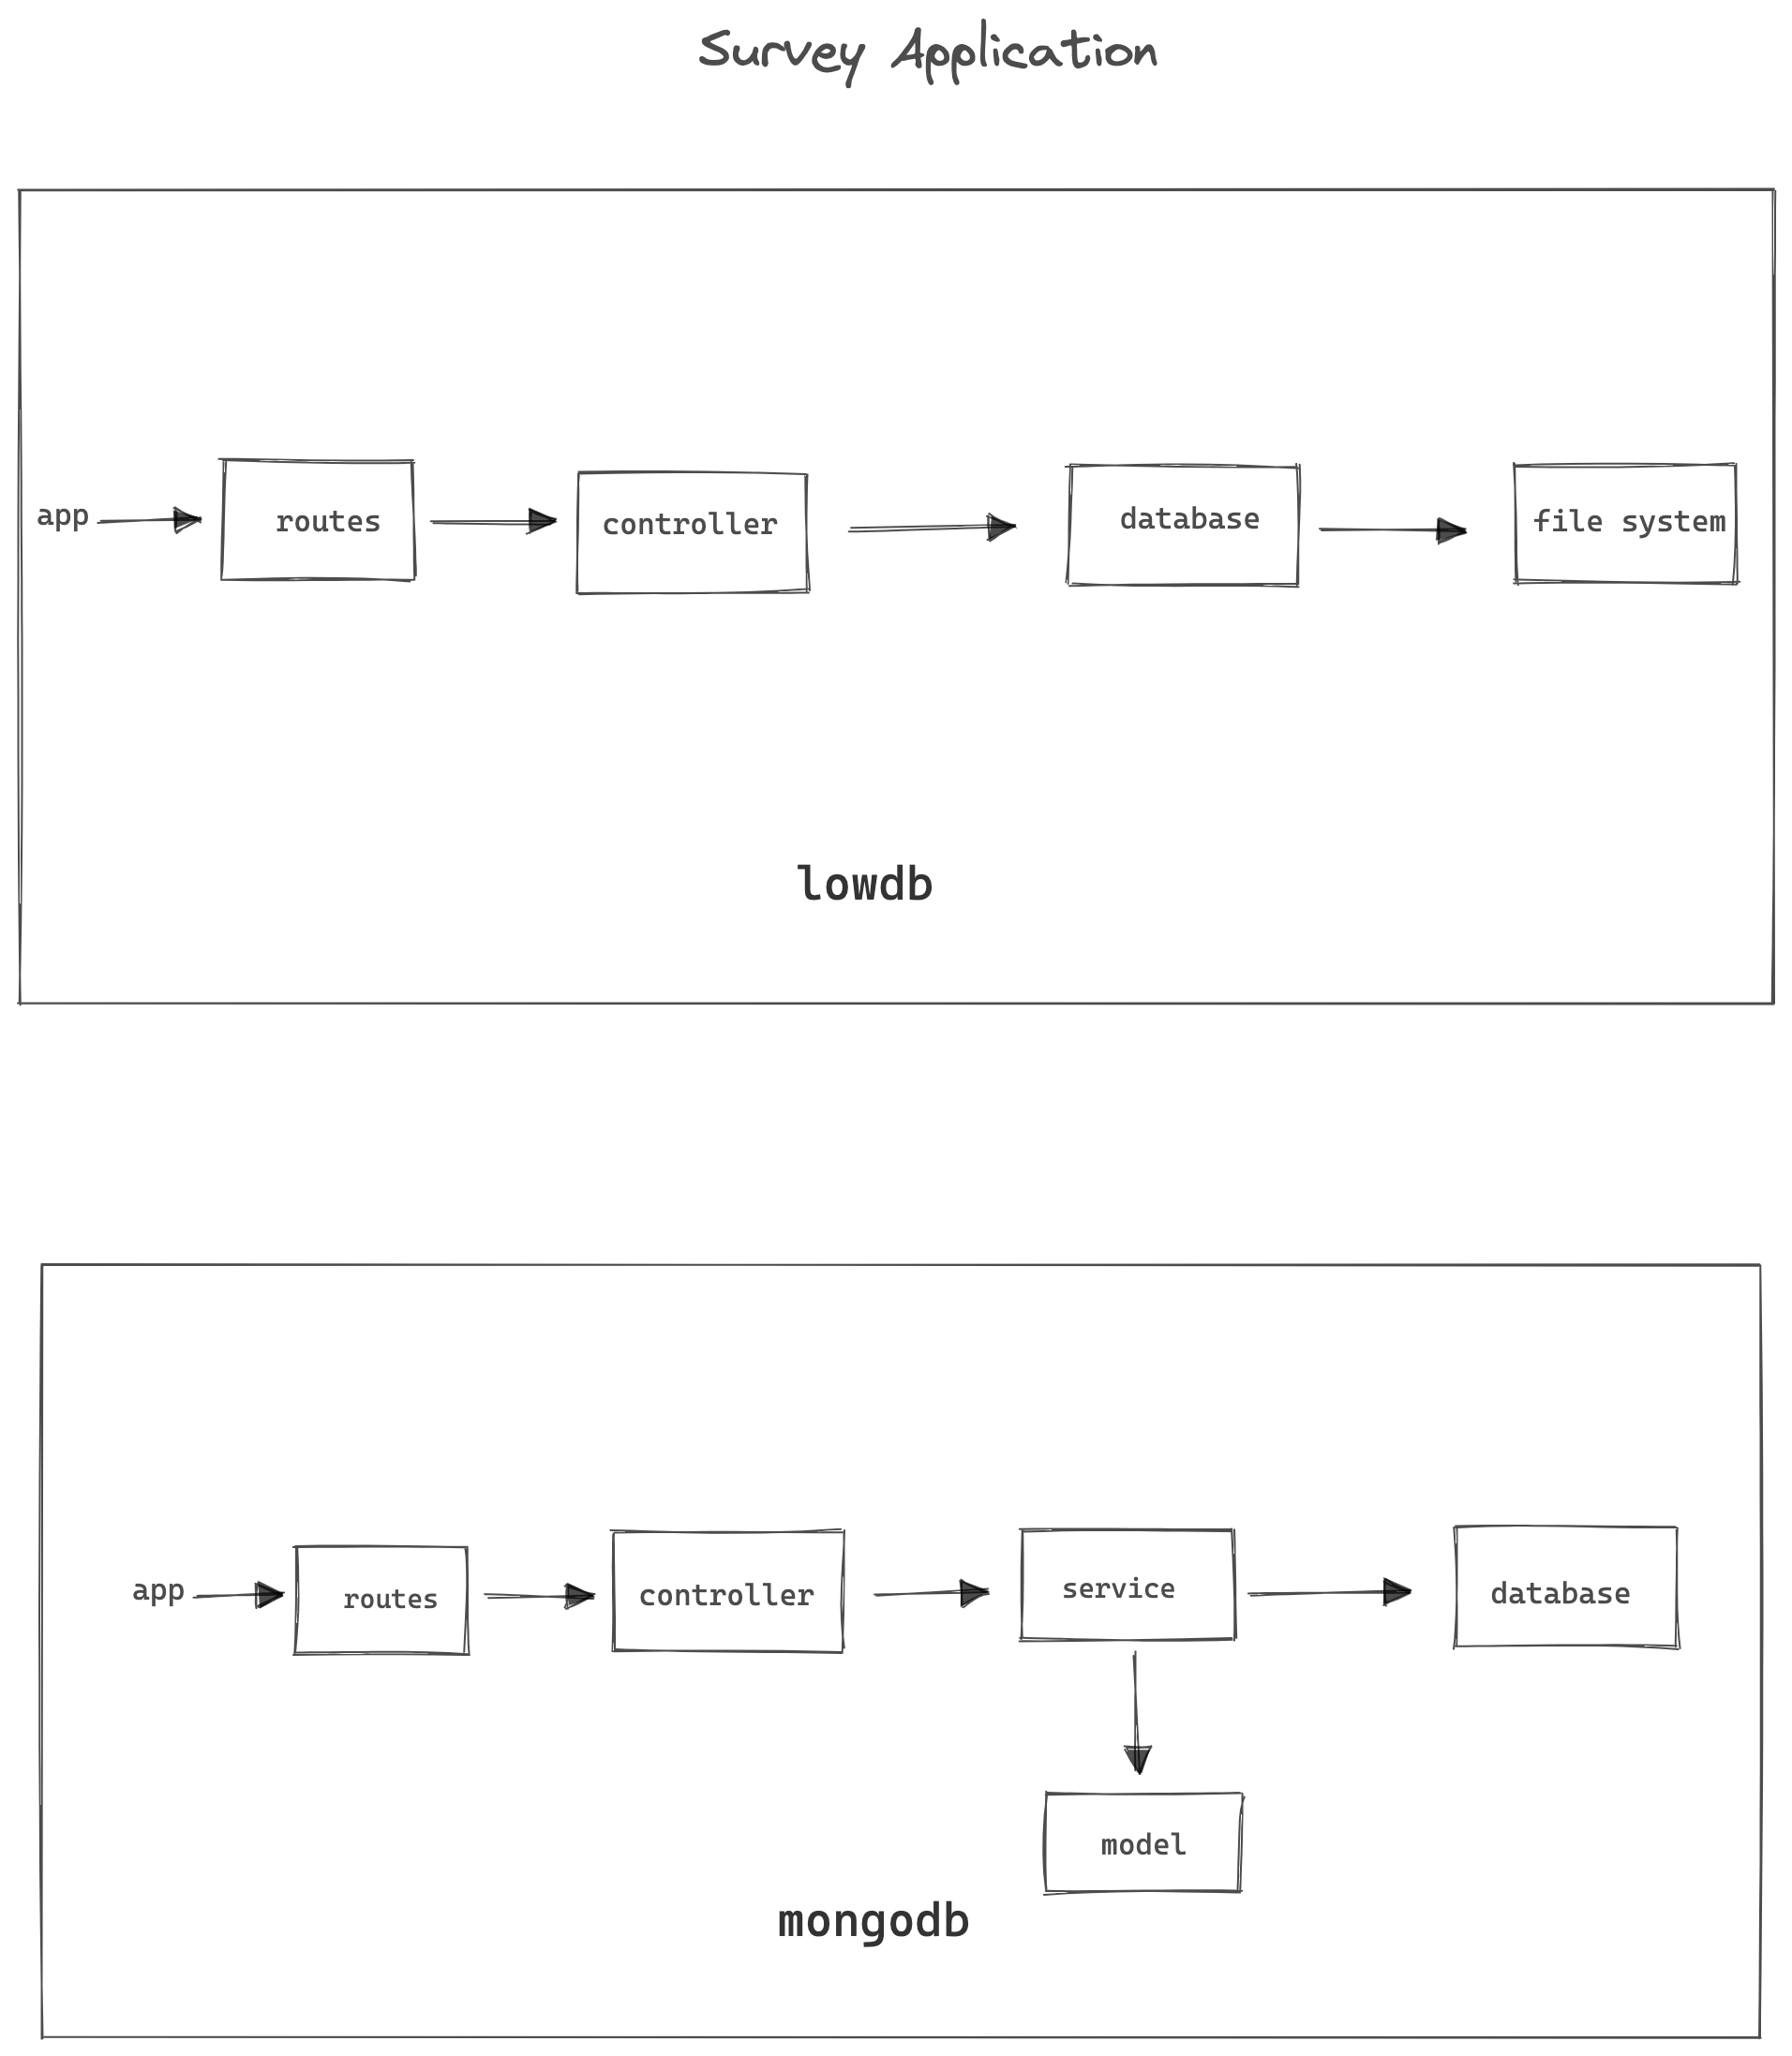 Survey Application
app
routes
controller
database
file system
lowdb
app
routes
controller
service
database
model
mongodb